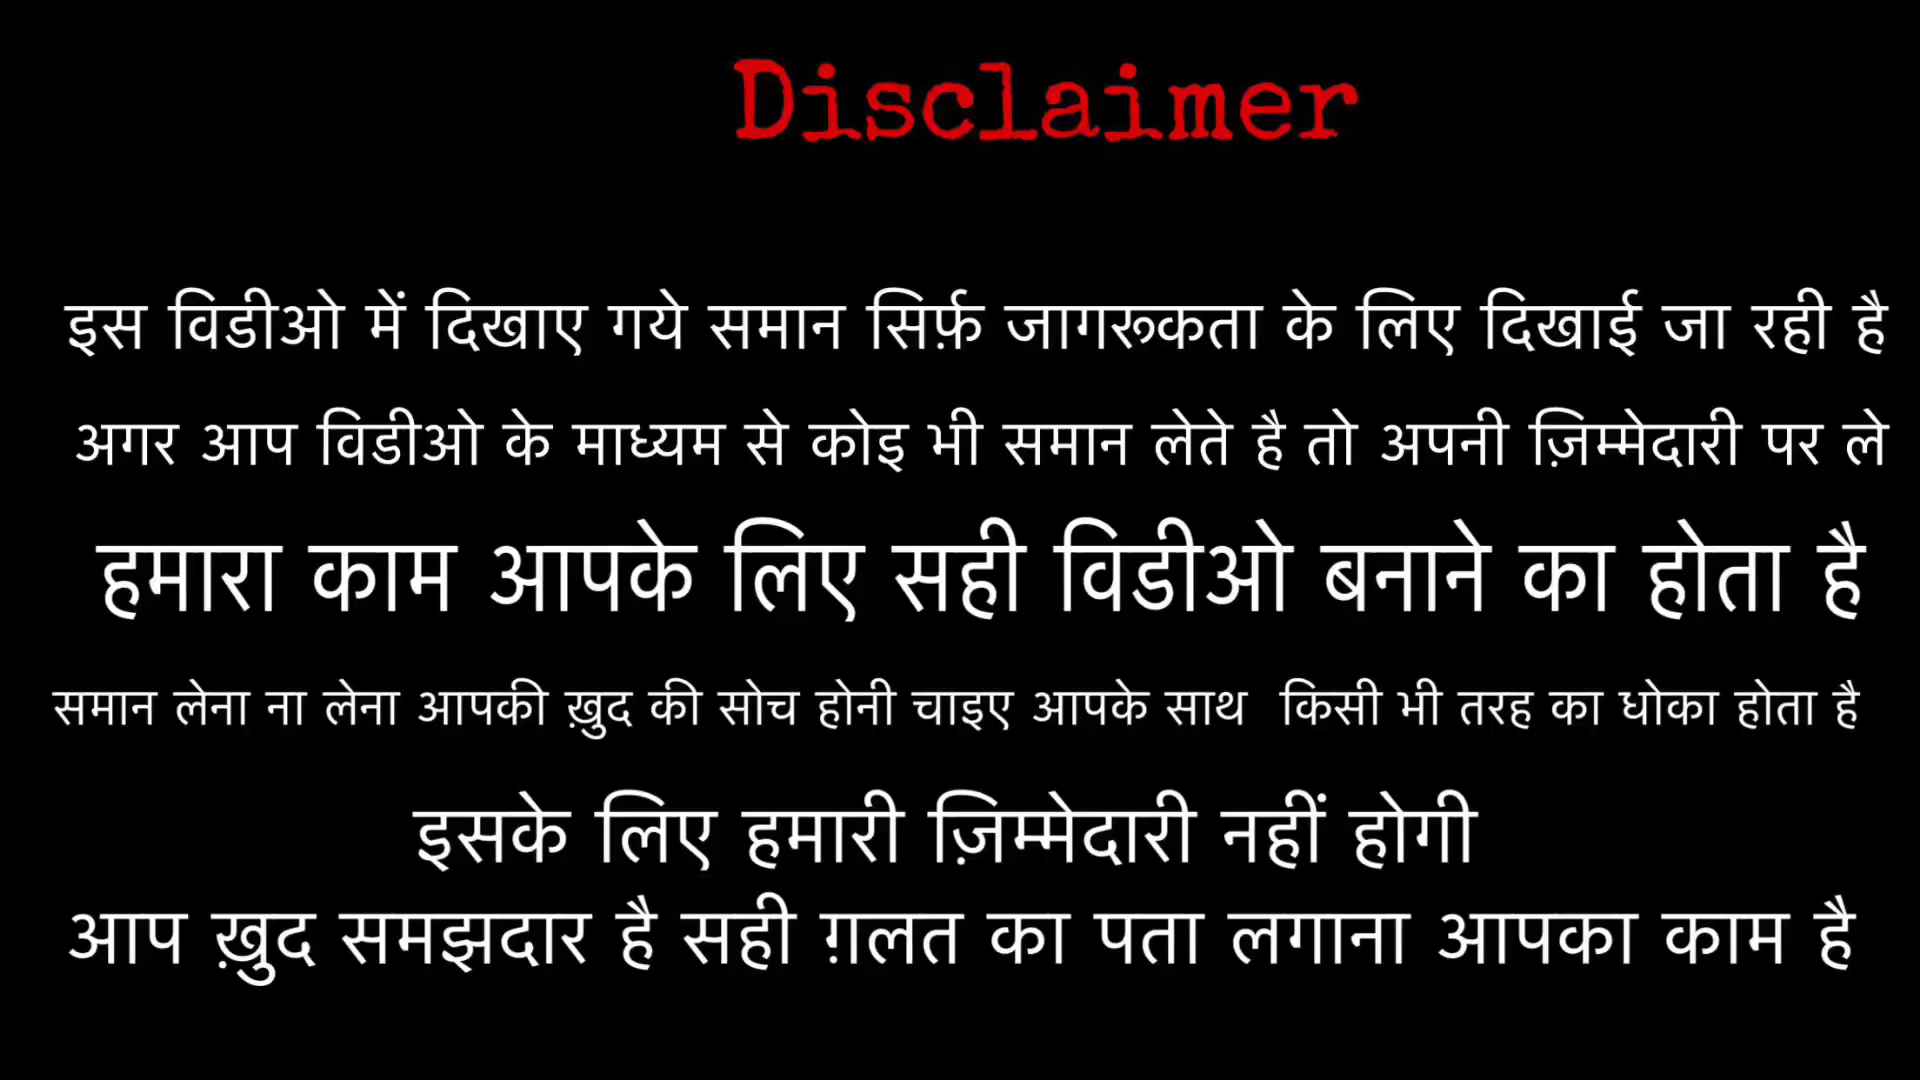 Disclaimer
इस विडीओ में दिखाए गये समान सिर्फ़ जागरूकता के लिए दिखाई जा रही है
अगर आप विडीओ के माध्यम से कोइ भी समान लेते है तो अपनी ज़िम्मेदारी पर ले
हमारा काम आपके लिए सही विडीओ बनाने का होता है
समान लेना ना लेना आपकी ख़ुद की सोच होनी चाइए आपके साथ किसी भी तरह का धोका होता है
इसके लिए हमारी ज़िम्मेदारी नहीं होगी
आप ख़ुद समझदार है सही ग़लत का पता लगाना आपका काम है